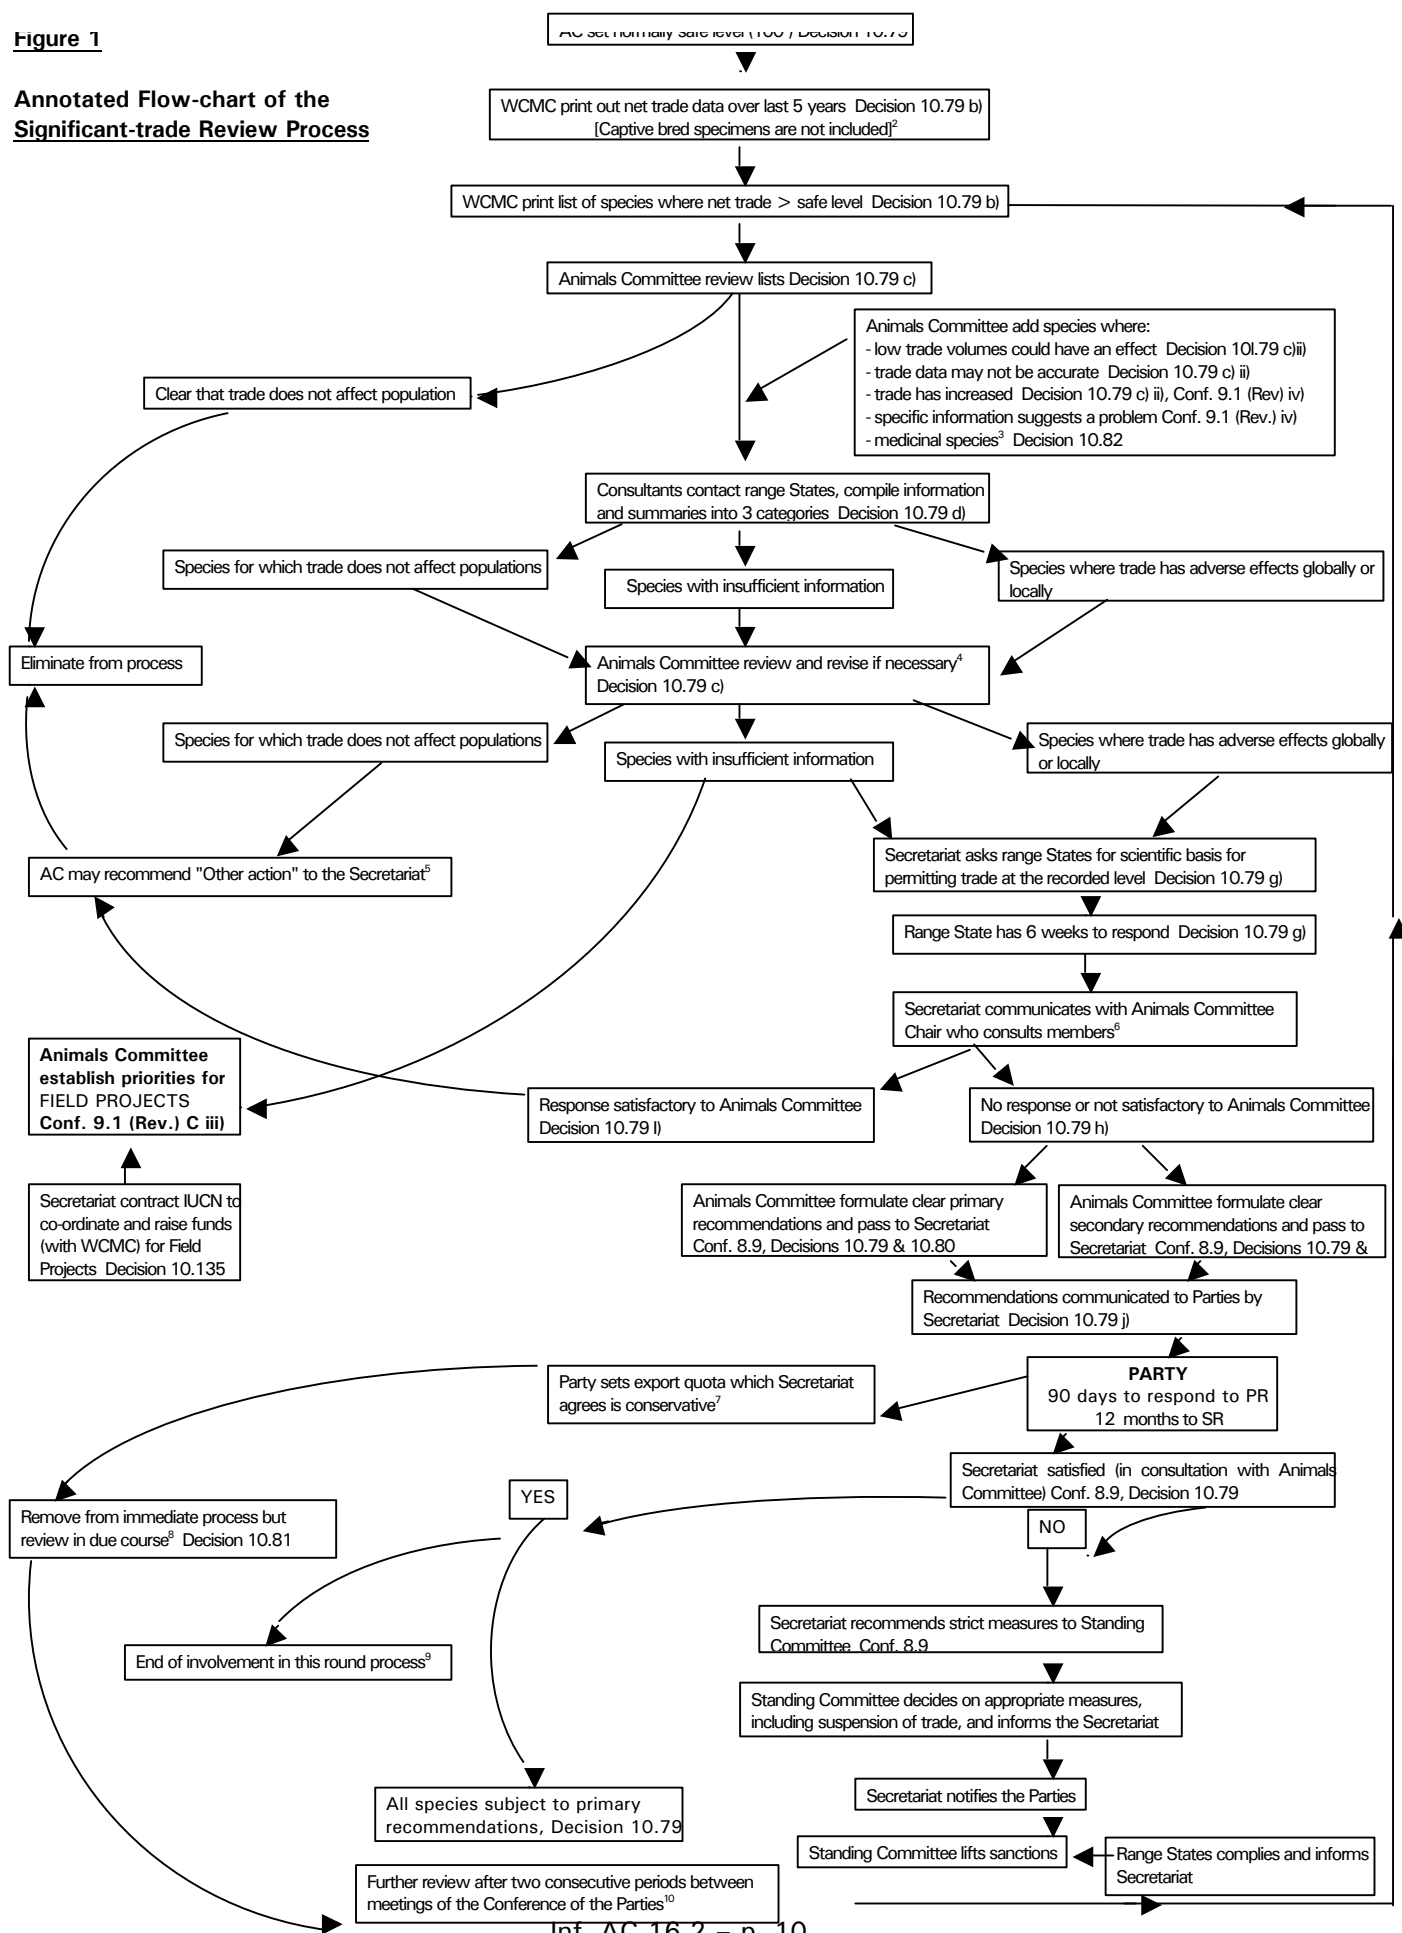 Figure 1
Annotated Flow-chart of the
Significant-trade Review Process
AC set normally safe level (100¹) Decision 10.79
WCMC print out net trade data over last 5 years Decision 10.79 b)
[Captive bred specimens are not included]²
WCMC print list of species where net trade > safe level Decision 10.79 b)
Animals Committee review lists Decision 10.79 c)
Animals Committee add species where:
- low trade volumes could have an effect Decision 10l.79 c)ii)
- trade data may not be accurate Decision 10.79 c) ii)
- trade has increased Decision 10.79 c) ii), Conf. 9.1 (Rev) iv)
- specific information suggests a problem Conf. 9.1 (Rev.) iv)
- medicinal species³ Decision 10.82
Clear that trade does not affect population
Consultants contact range States, compile information
and summaries into 3 categories Decision 10.79 d)
Species for which trade does not affect populations
Species with insufficient information
Species where trade has adverse effects globally or
locally
Eliminate from process
Animals Committee review and revise if necessary⁴
Decision 10.79 c)
Species for which trade does not affect populations
Species with insufficient information
Species where trade has adverse effects globally
or locally
AC may recommend "Other action" to the Secretariat⁵
Secretariat asks range States for scientific basis for
permitting trade at the recorded level Decision 10.79 g)
Range State has 6 weeks to respond Decision 10.79 g)
Secretariat communicates with Animals Committee
Chair who consults members⁶
Animals Committee
establish priorities for
FIELD PROJECTS
Conf. 9.1 (Rev.) C iii)
Response satisfactory to Animals Committee
Decision 10.79 l)
No response or not satisfactory to Animals Committee
Decision 10.79 h)
Secretariat contract IUCN to
co-ordinate and raise funds
(with WCMC) for Field
Projects Decision 10.135
Animals Committee formulate clear primary
recommendations and pass to Secretariat
Conf. 8.9, Decisions 10.79 & 10.80
Animals Committee formulate clear
secondary recommendations and pass to
Secretariat Conf. 8.9, Decisions 10.79 &
Recommendations communicated to Parties by
Secretariat Decision 10.79 j)
Party sets export quota which Secretariat
agrees is conservative⁷
PARTY
90 days to respond to PR
12 months to SR
Secretariat satisfied (in consultation with Animals
Committee) Conf. 8.9, Decision 10.79
YES
NO
Remove from immediate process but
review in due course⁸ Decision 10.81
Secretariat recommends strict measures to Standing
Committee Conf. 8.9
End of involvement in this round process⁹
Standing Committee decides on appropriate measures,
including suspension of trade, and informs the Secretariat
Secretariat notifies the Parties
All species subject to primary
recommendations, Decision 10.79
Standing Committee lifts sanctions
Range States complies and informs
Secretariat
Further review after two consecutive periods between
meetings of the Conference of the Parties¹⁰
Inf. AC.16.2 – p. 10